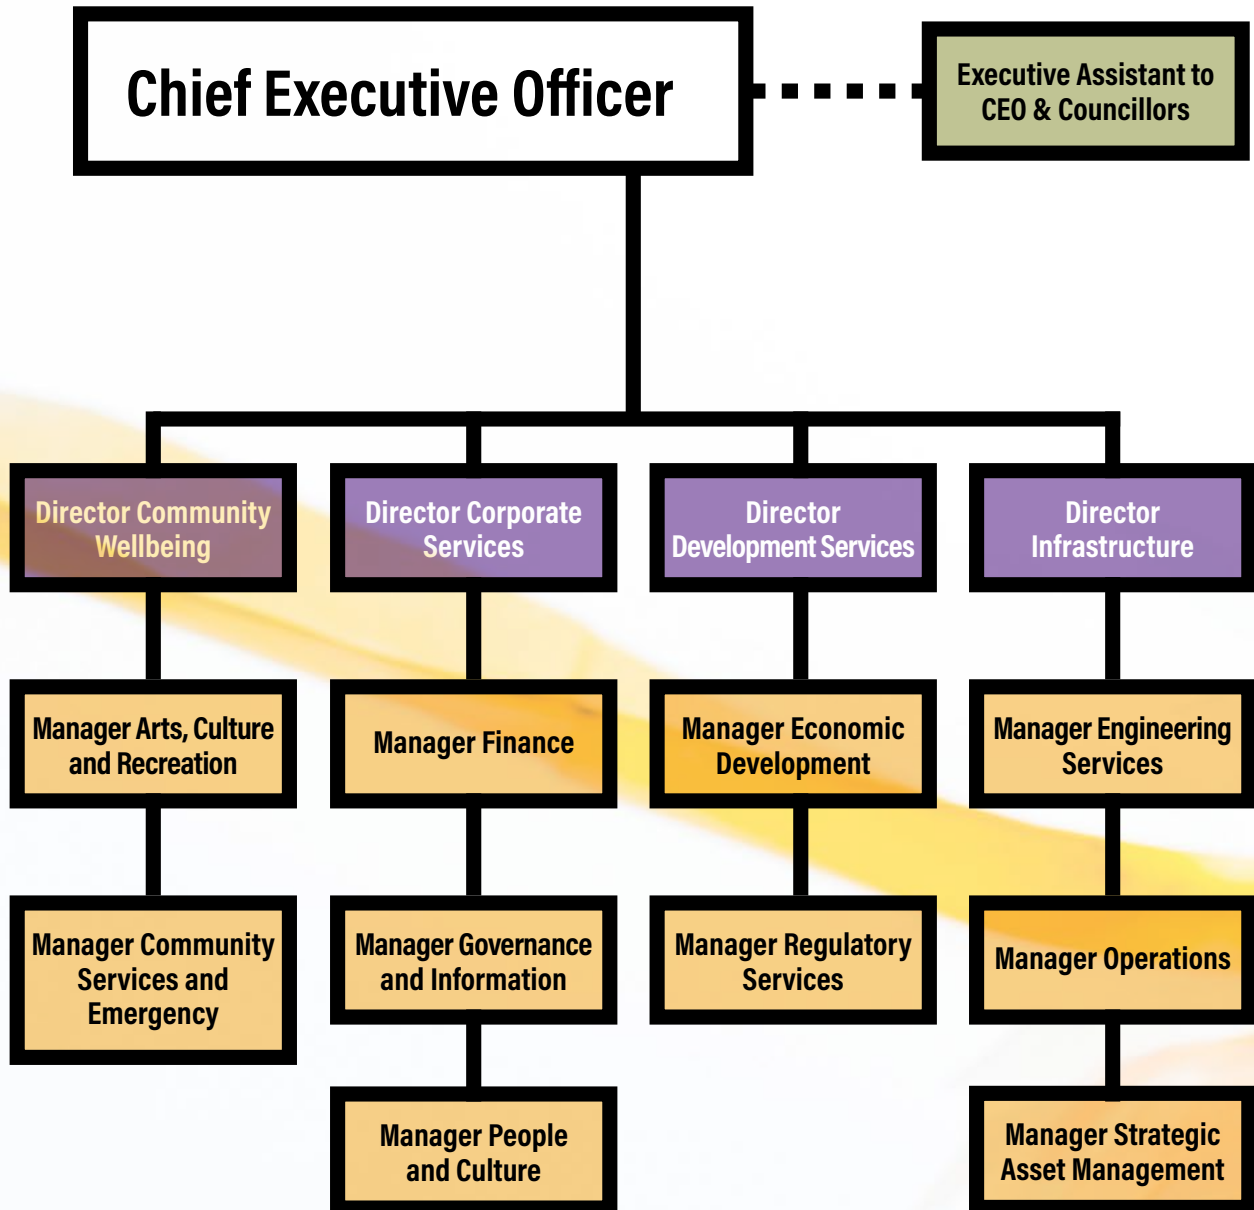 Chief Executive Officer
Executive Assistant to
CEO & Councillors
Director Community
Wellbeing
Director Corporate
Services
Director
Development Services
Director
Infrastructure
Manager Arts, Culture
and Recreation
Manager Finance
Manager Economic
Development
Manager Engineering
Services
Manager Community
Services and
Emergency
Manager Governance
and Information
Manager Regulatory
Services
Manager Operations
Manager People
and Culture
Manager Strategic
Asset Management